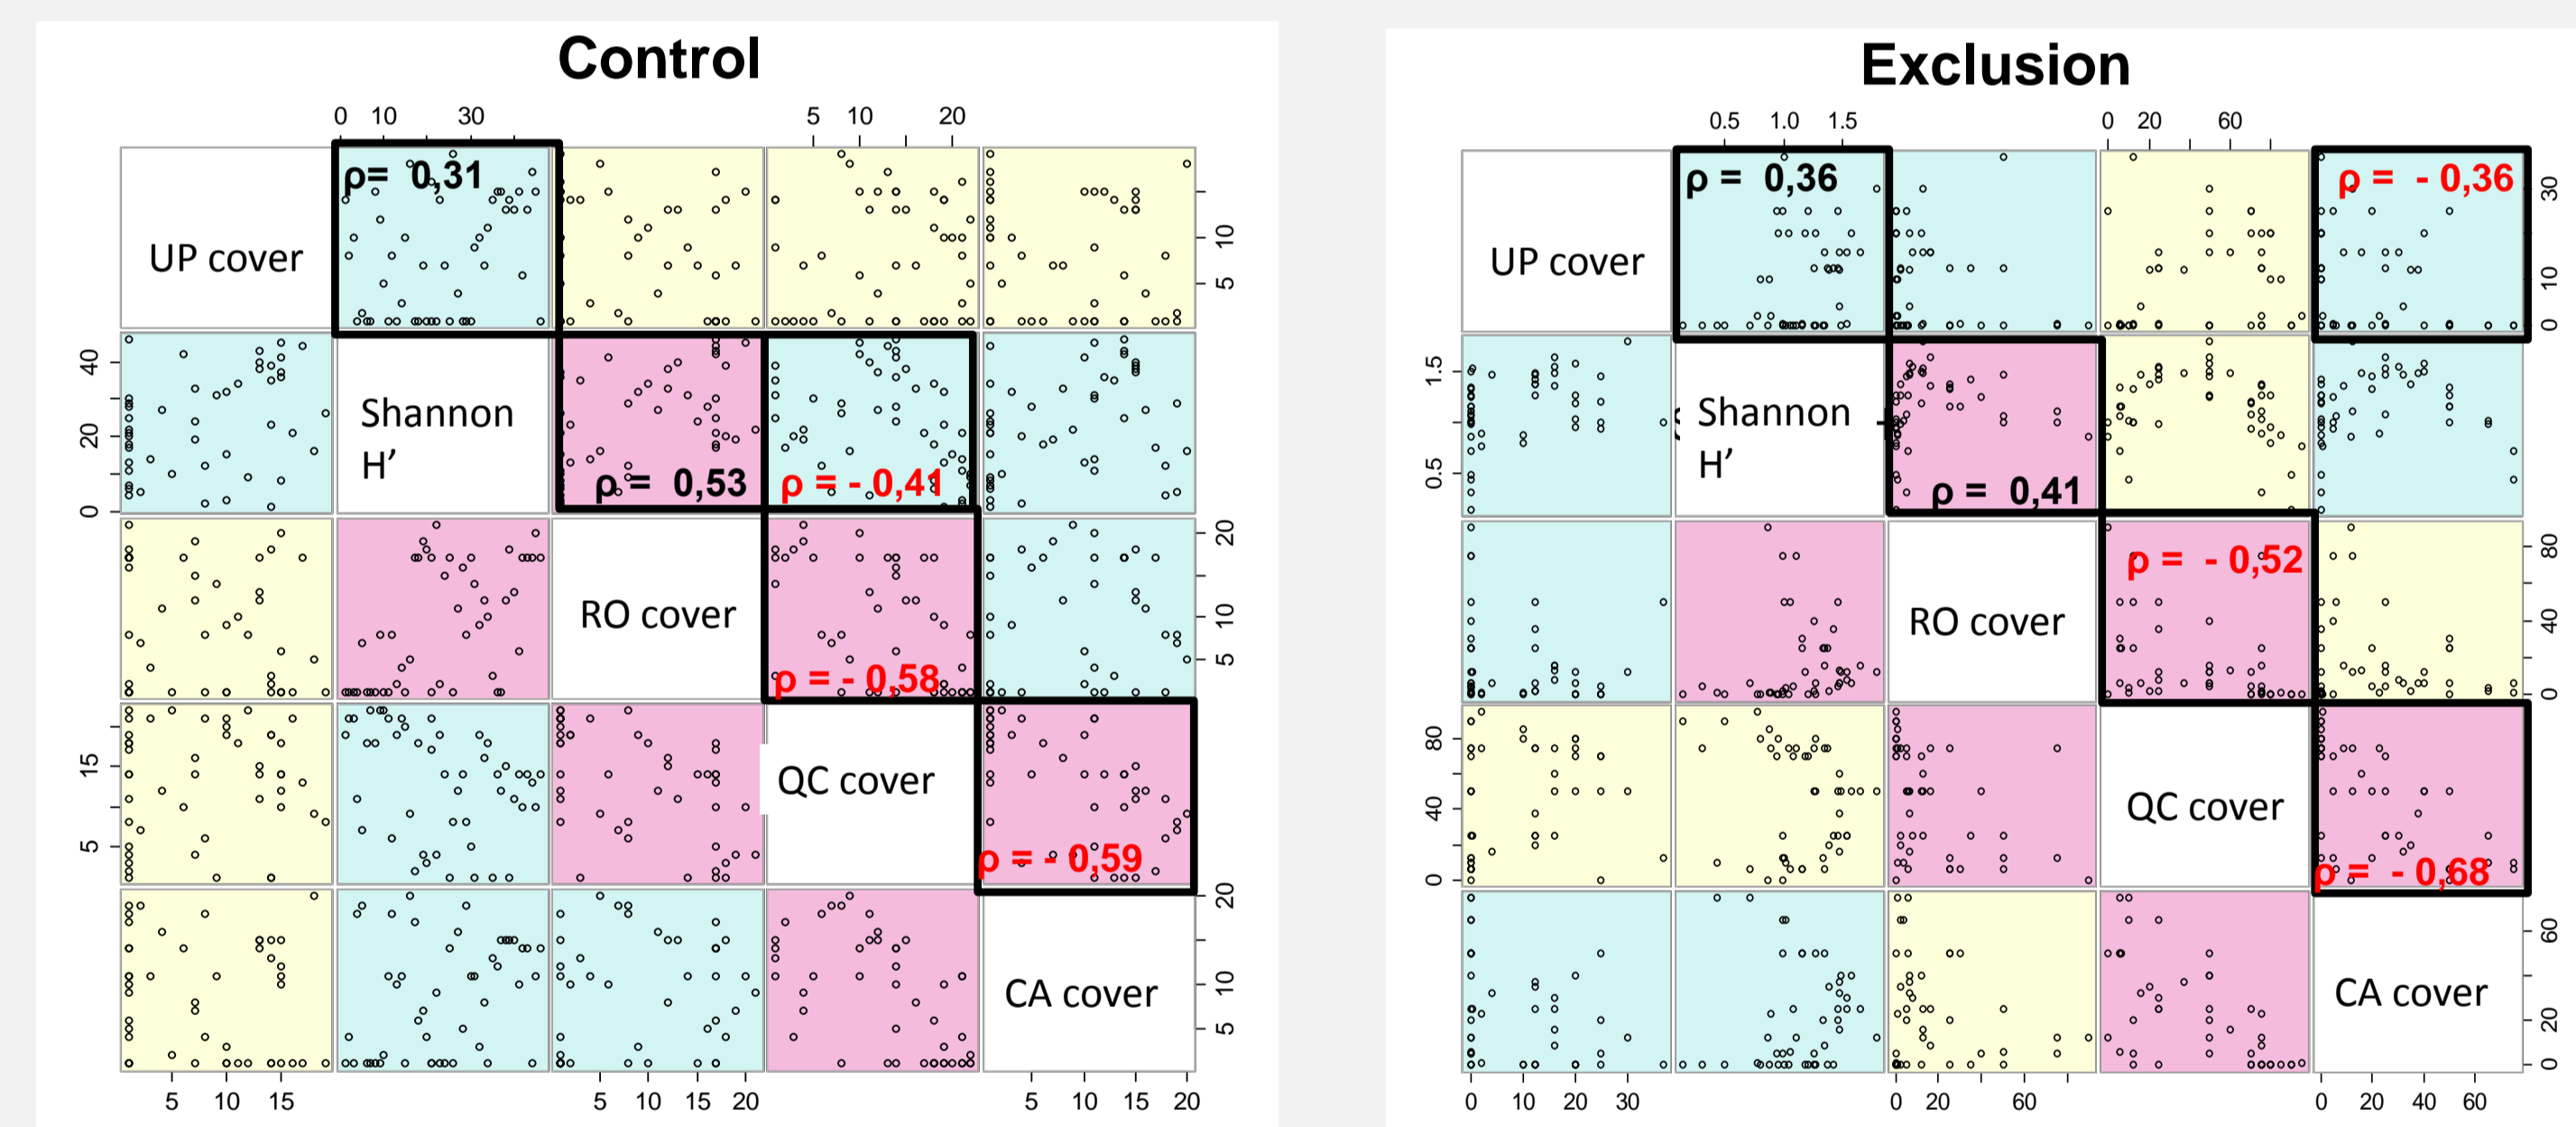 Control
Exclusion
0 10 30
5 10 20
UP cover
ρ= 0,31
10
5
40
20
0
Shannon
H’
ρ = 0,53
ρ = - 0,41
RO cover
ρ = - 0,58
20
10
5
15
5
QC cover
ρ = - 0,59
CA cover
20
10
5
5 10 15
5 10 15 20
5 10 15 20
0.5 1.0 1.5
0 20 60
UP cover
ρ = 0,36
ρ = - 0,36
30
10
0
1.5
0.5
Shannon
H’
ρ = 0,41
RO cover
ρ = - 0,52
80
40
0
80
40
0
QC cover
ρ = - 0,68
CA cover
60
20
0
0 10 20 30
0 20 60
0 20 40 60